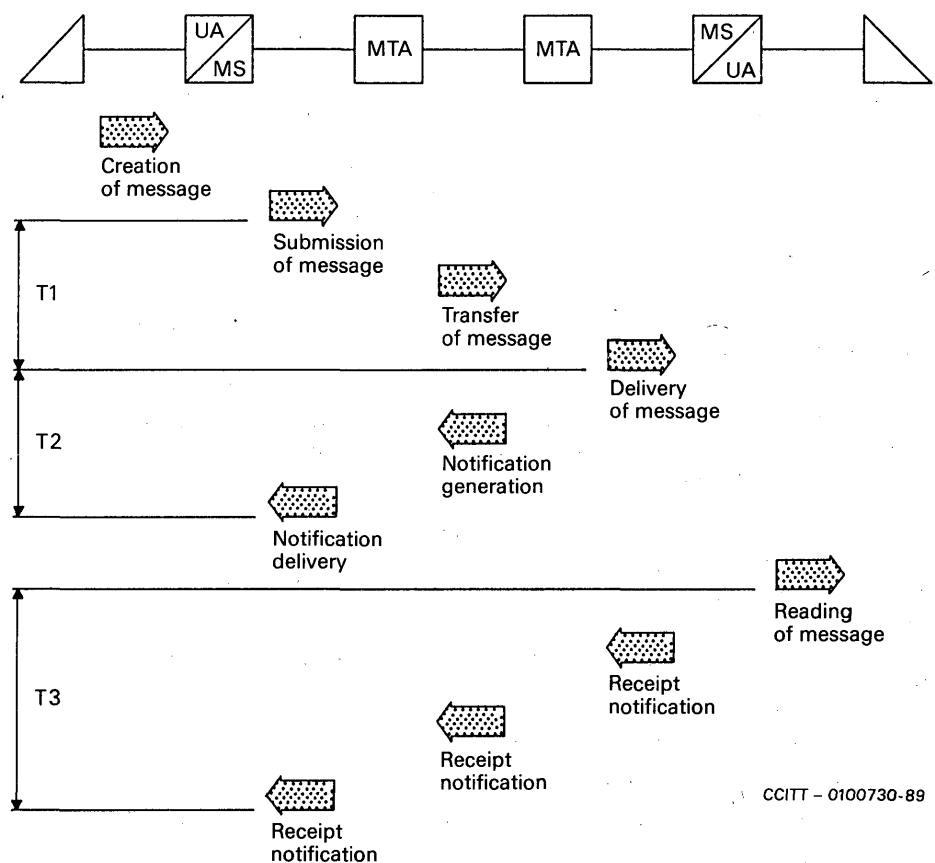 UA
MS
MTA
MTA
MS
UA
Creation
of message
Submission
of message
T1
Transfer
of message
Delivery
of message
T2
Notification
generation
Notification
delivery
Reading
of message
Receipt
notification
T3
Receipt
notification
CCITT – 0100730-89
Receipt
notification